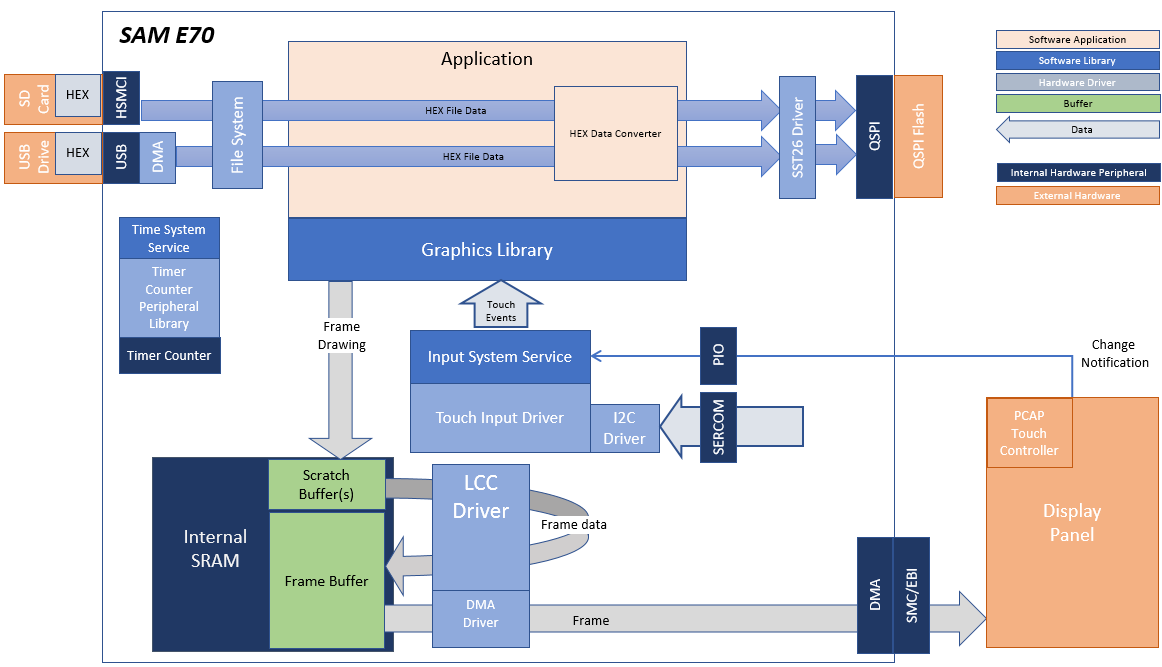 SAM E70
Application
SD
Card
HEX
HSMCI
USB
Drive
HEX
USB
DMA
File System
HEX File Data
HEX File Data
HEX Data Converter
SST26 Driver
QSPI
QSPI Flash
Software Application
Software Library
Hardware Driver
Buffer
Data
Internal Hardware Peripheral
External Hardware
Time System
Service
Timer
Counter
Peripheral
Library
Timer Counter
Graphics Library
Touch
Events
Frame
Drawing
Input System Service
Touch Input Driver
I2C
Driver
PIO
SERCOM
Change
Notification
PCAP
Touch
Controller
Display
Panel
Internal
SRAM
Scratch
Buffer(s)
Frame Buffer
LCC
Driver
DMA
Driver
Frame data
Frame
DMA
SMC/EBI